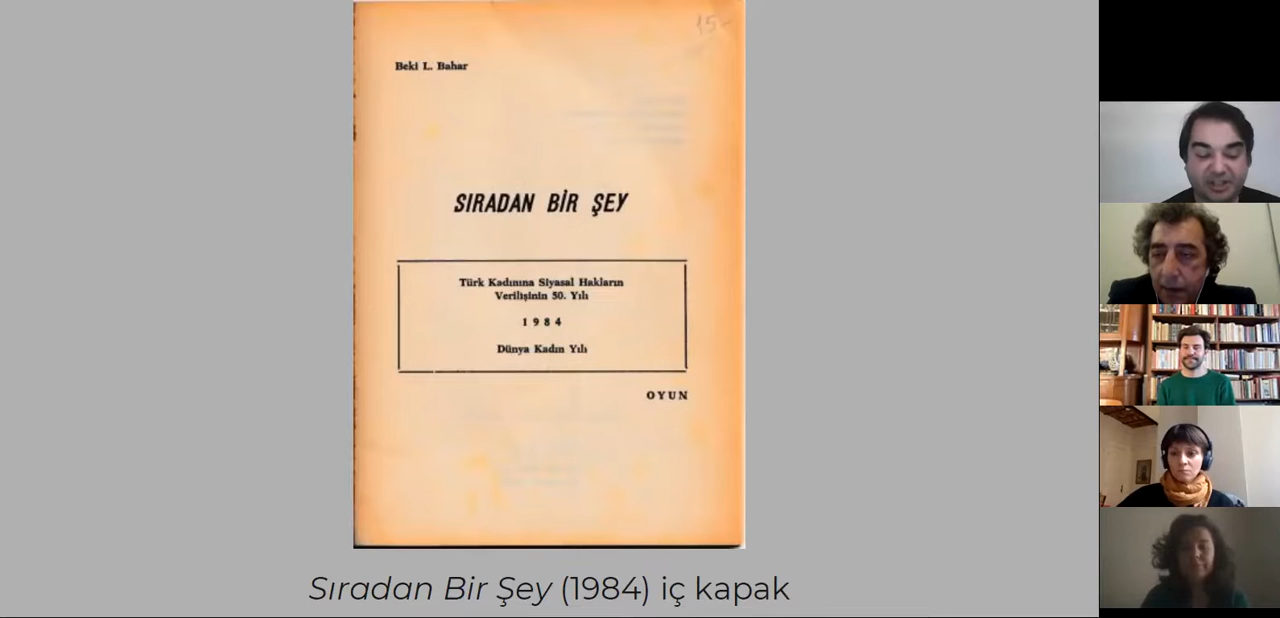 15-
Beki L. Bahar
SIRADAN BİR ŞEY
Türk Kadınına Siyasal Hakların
Verilişinin 50. Yılı
1984
Dünya Kadın Yılı
OYUN
Sıradan Bir Şey (1984) iç kapak